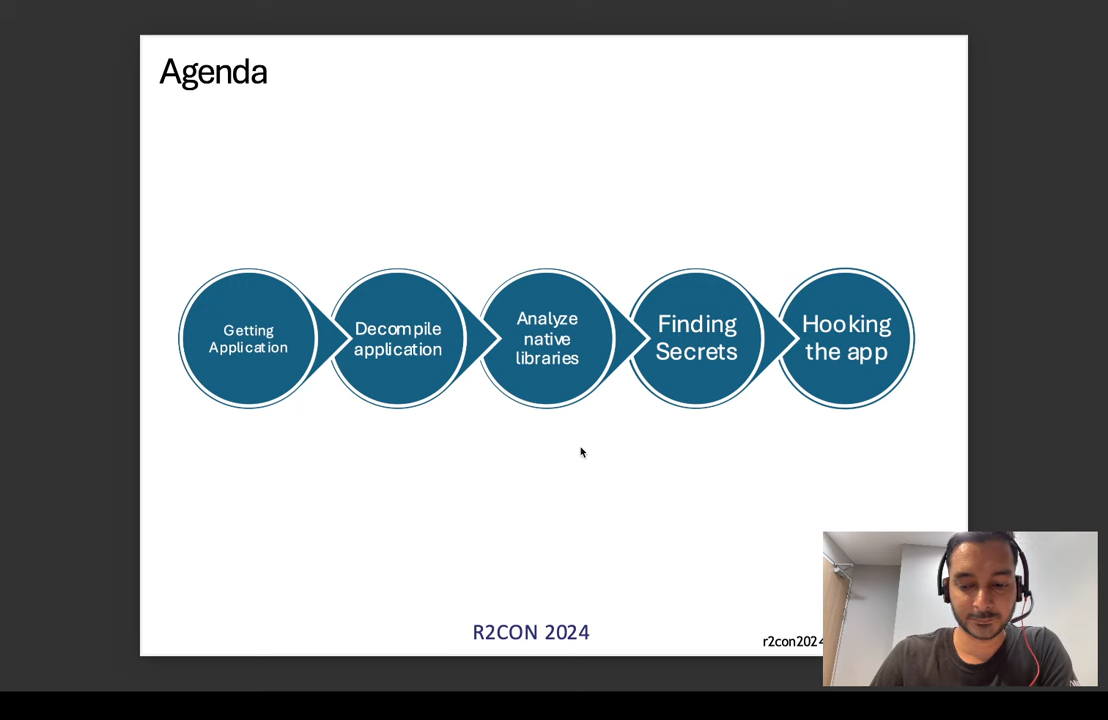 Agenda
Getting
Application
Decompile
application
Analyze
native
libraries
Finding
Secrets
Hooking
the app
R2CON 2024
r2con2024